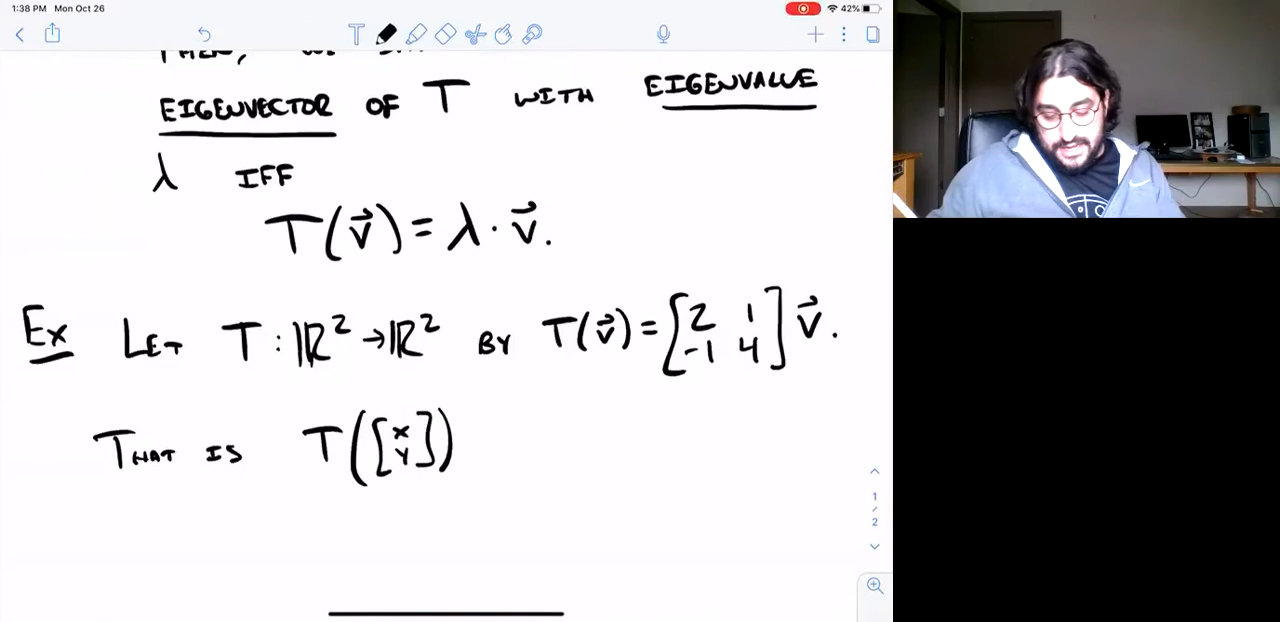 1:38 PM Mon Oct 26
42%
EIGENVECTOR OF T WITH EIGENVALUE
λ IFF
T(v⃗) = λ · v⃗.
Ex LET T : ℝ² → ℝ² BY T(v⃗) = [2 1; -1 4] v⃗.
THAT IS T([x; y])
1
/
2